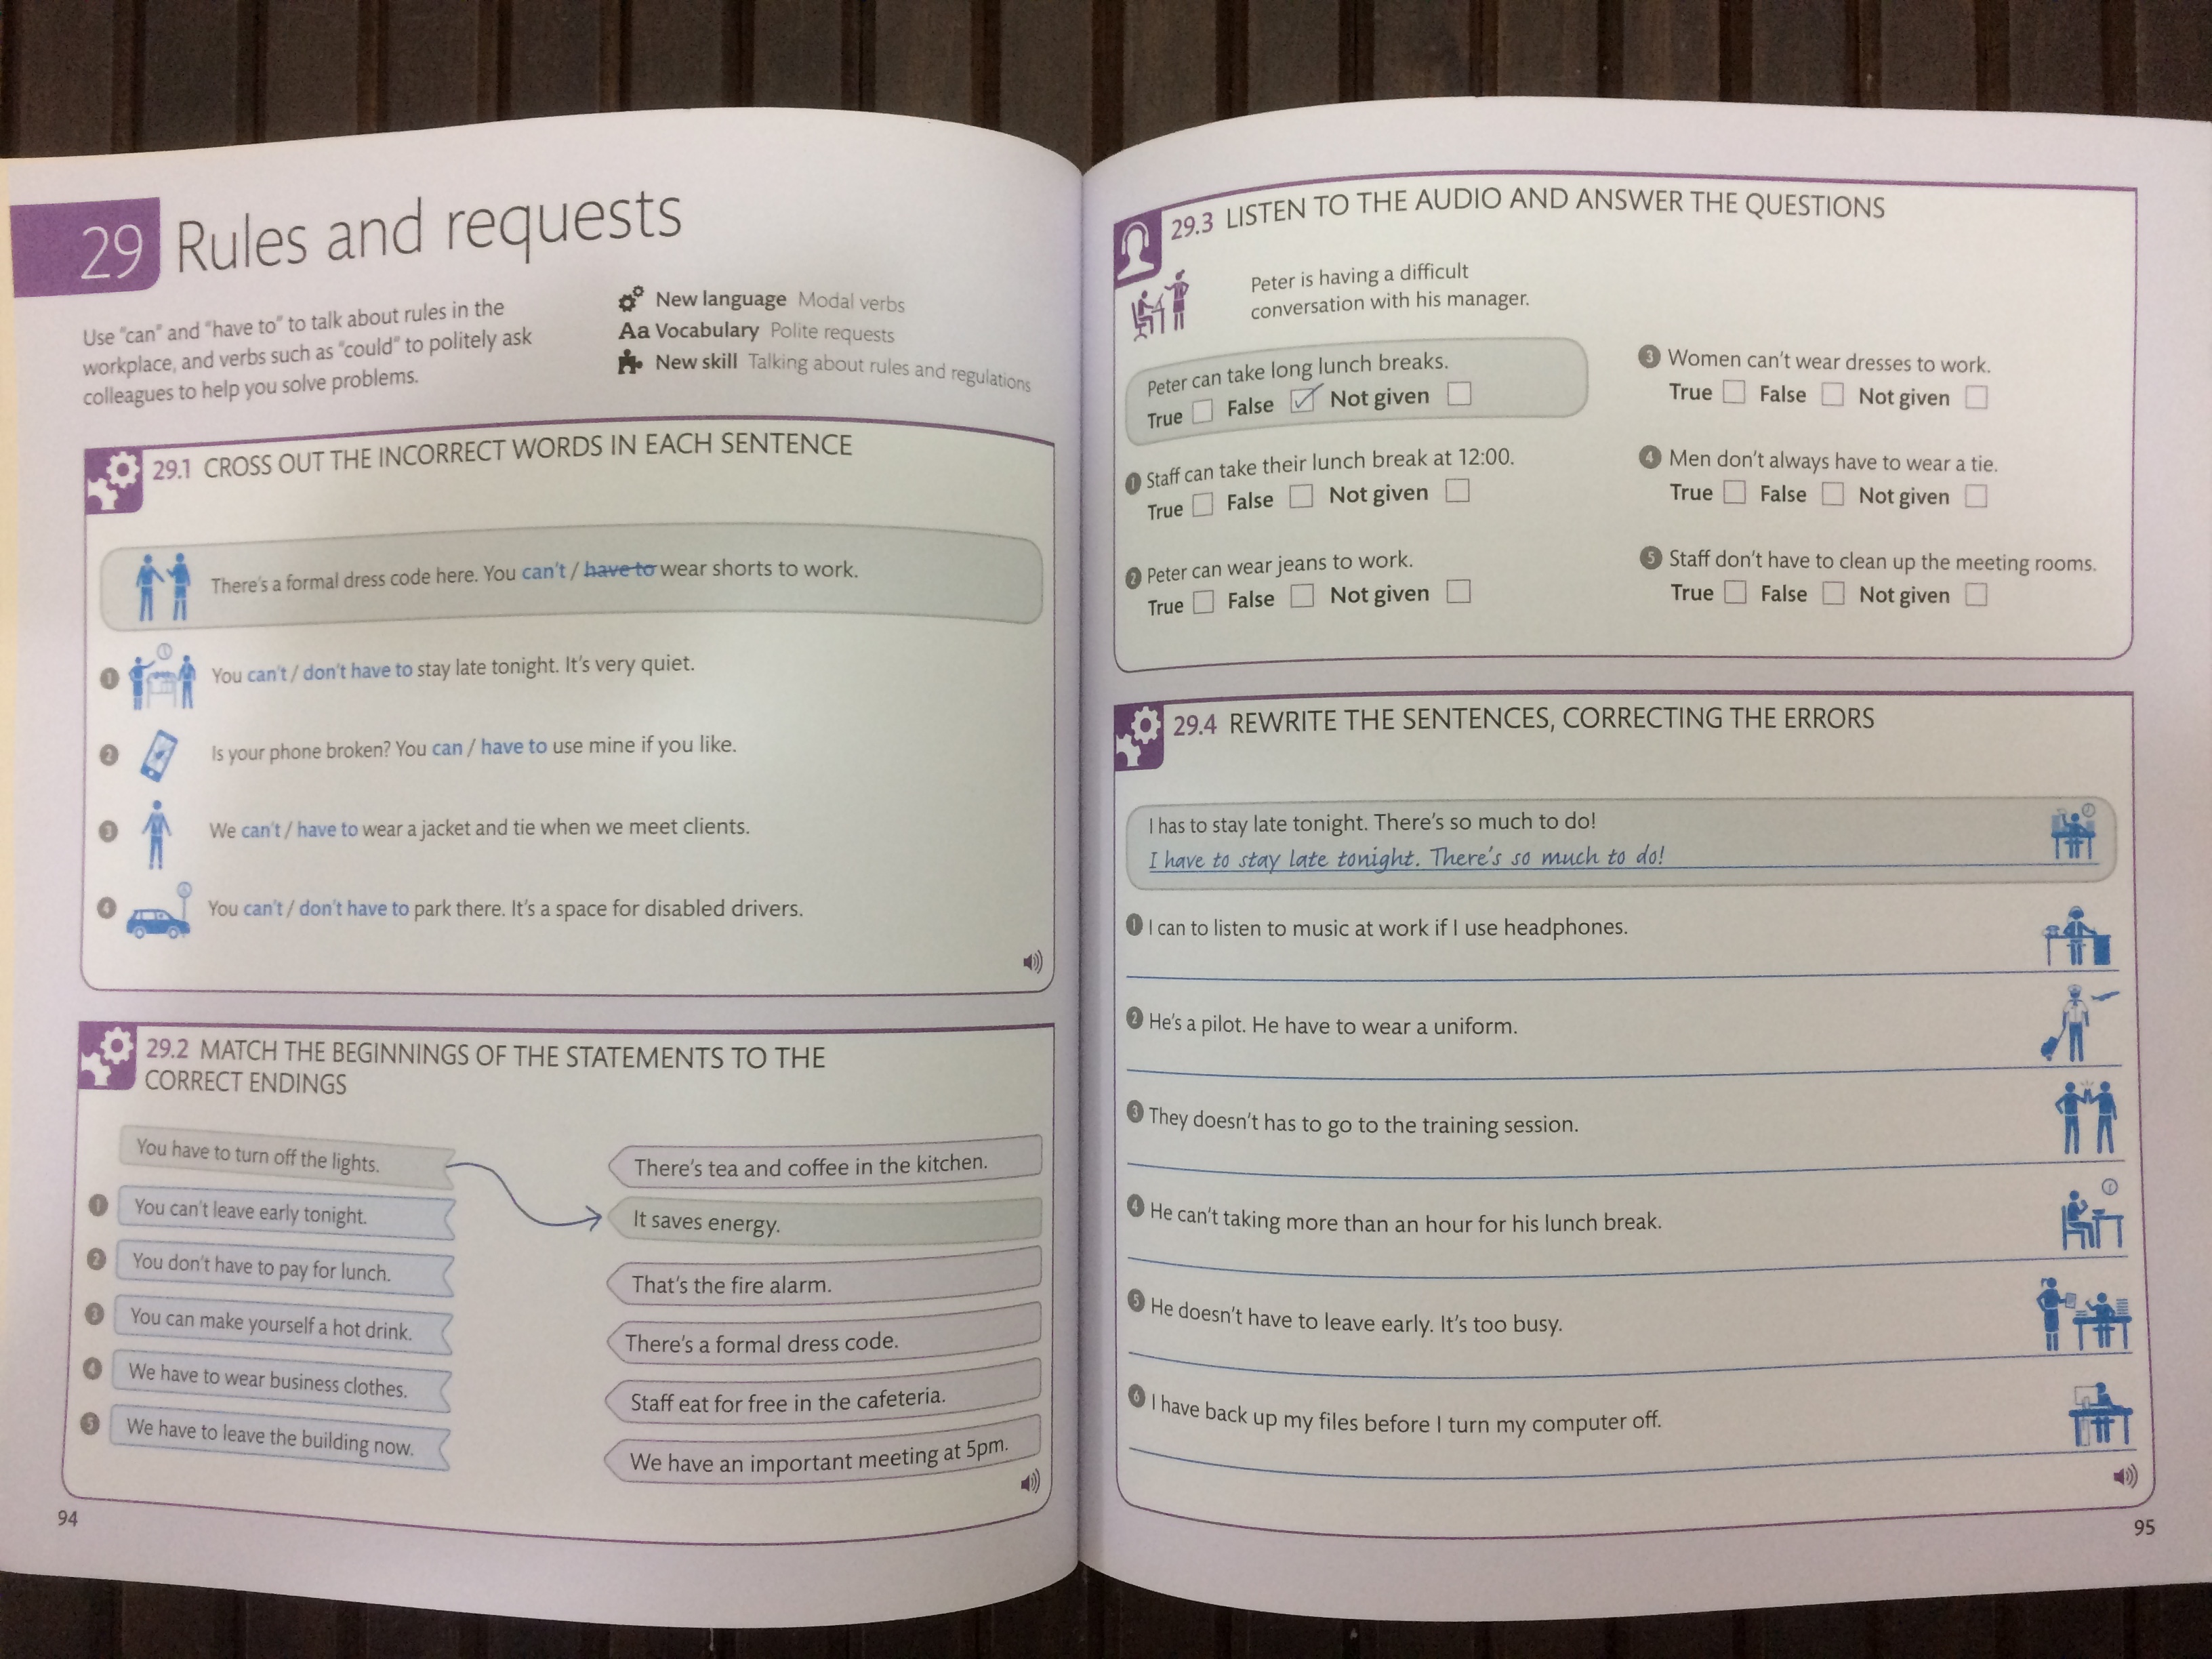 29 Rules and requests
Use "can" and "have to" to talk about rules in the
workplace, and verbs such as "could" to politely ask
colleagues to help you solve problems.
New language Modal verbs
Aa Vocabulary Polite requests
New skill Talking about rules and regulations
29.1 CROSS OUT THE INCORRECT WORDS IN EACH SENTENCE
There's a formal dress code here. You can't / have to wear shorts to work.
1 You can't / don't have to stay late tonight. It's very quiet.
2 Is your phone broken? You can / have to use mine if you like.
3 We can't / have to wear a jacket and tie when we meet clients.
4 You can't / don't have to park there. It's a space for disabled drivers.
29.2 MATCH THE BEGINNINGS OF THE STATEMENTS TO THE
CORRECT ENDINGS
You have to turn off the lights. There's tea and coffee in the kitchen.
1 You can't leave early tonight. It saves energy.
2 You don't have to pay for lunch. That's the fire alarm.
3 You can make yourself a hot drink. There's a formal dress code.
4 We have to wear business clothes. Staff eat for free in the cafeteria.
5 We have to leave the building now. We have an important meeting at 5pm.
94
29.3 LISTEN TO THE AUDIO AND ANSWER THE QUESTIONS
Peter is having a difficult
conversation with his manager.
Peter can take long lunch breaks.
True False Not given
1 Staff can take their lunch break at 12:00.
True False Not given
2 Peter can wear jeans to work.
True False Not given
3 Women can't wear dresses to work.
True False Not given
4 Men don't always have to wear a tie.
True False Not given
5 Staff don't have to clean up the meeting rooms.
True False Not given
29.4 REWRITE THE SENTENCES, CORRECTING THE ERRORS
I has to stay late tonight. There's so much to do!
I have to stay late tonight. There's so much to do!
1 I can to listen to music at work if I use headphones.
2 He's a pilot. He have to wear a uniform.
3 They doesn't has to go to the training session.
4 He can't taking more than an hour for his lunch break.
5 He doesn't have to leave early. It's too busy.
6 I have back up my files before I turn my computer off.
95